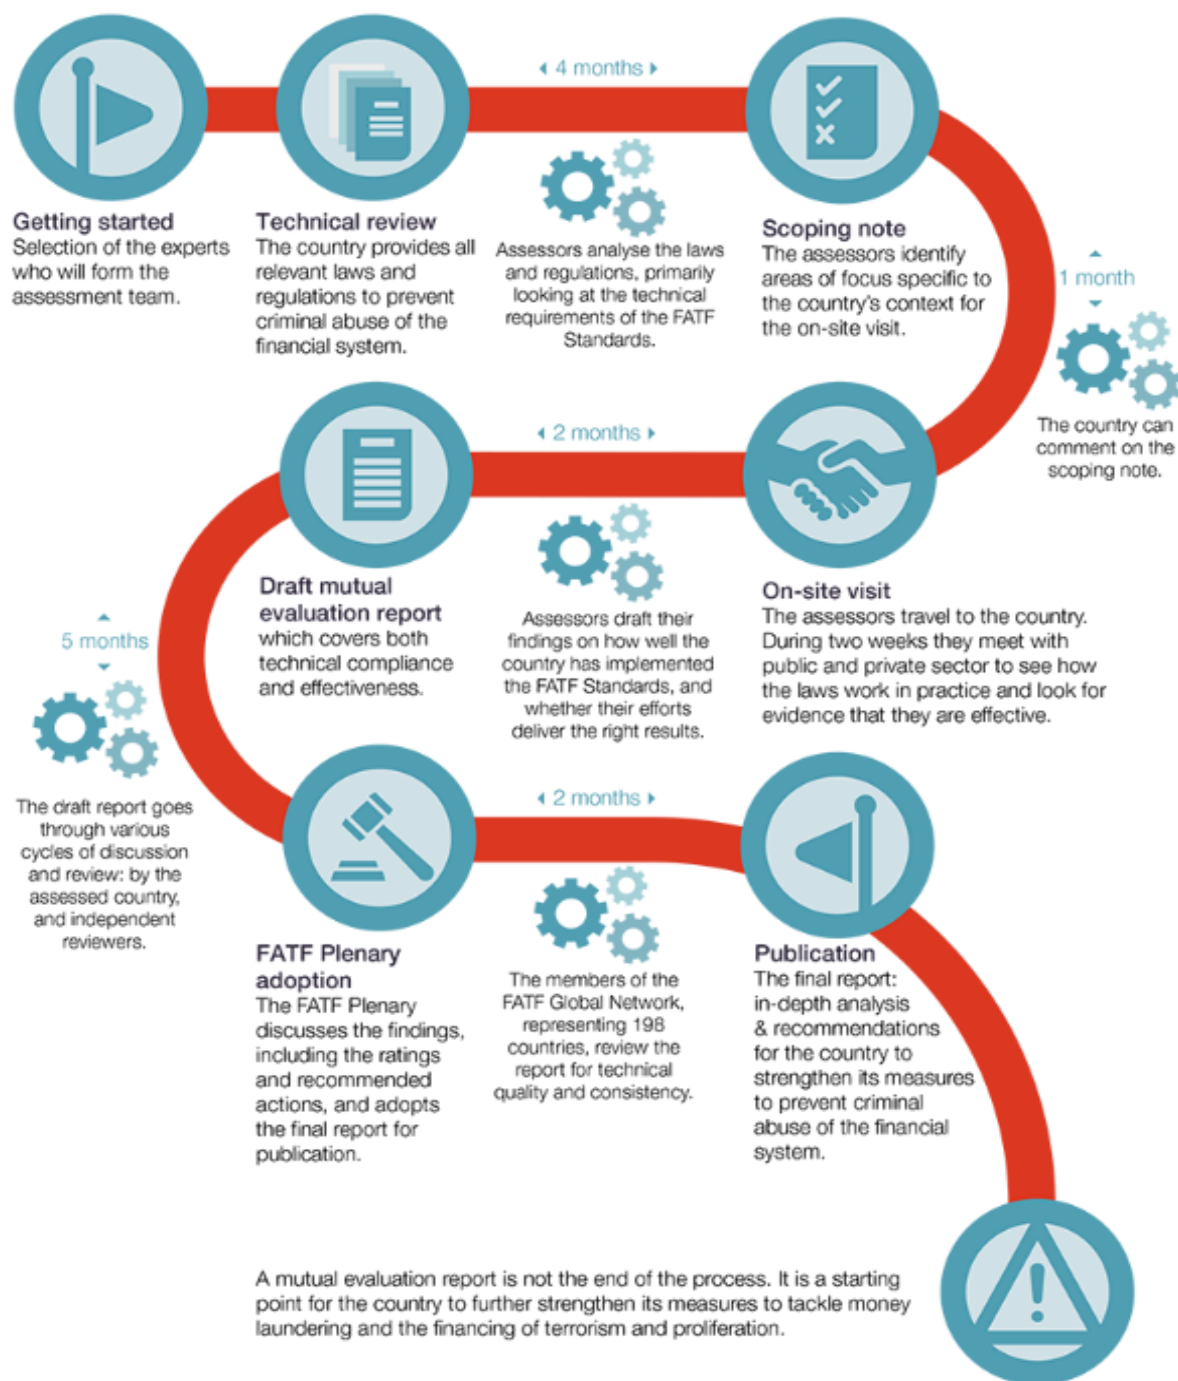 4 months
Getting started
Selection of the experts
who will form the
assessment team.
Technical review
The country provides all
relevant laws and
regulations to prevent
criminal abuse of the
financial system.
Assessors analyse the laws
and regulations, primarily
looking at the technical
requirements of the FATF
Standards.
Scoping note
The assessors identify
areas of focus specific to
the country's context for
the on-site visit.
1 month
The country can
comment on the
scoping note.
On-site visit
The assessors travel to the country.
During two weeks they meet with
public and private sector to see how
the laws work in practice and look for
evidence that they are effective.
2 months
Assessors draft their
findings on how well the
country has implemented
the FATF Standards, and
whether their efforts
deliver the right results.
Draft mutual
evaluation report
which covers both
technical compliance
and effectiveness.
5 months
The draft report goes
through various
cycles of discussion
and review: by the
assessed country,
and independent
reviewers.
FATF Plenary
adoption
The FATF Plenary
discusses the findings,
including the ratings
and recommended
actions, and adopts
the final report for
publication.
2 months
The members of the
FATF Global Network,
representing 198
countries, review the
report for technical
quality and consistency.
Publication
The final report:
in-depth analysis
& recommendations
for the country to
strengthen its measures
to prevent criminal
abuse of the financial
system.
A mutual evaluation report is not the end of the process. It is a starting
point for the country to further strengthen its measures to tackle money
laundering and the financing of terrorism and proliferation.